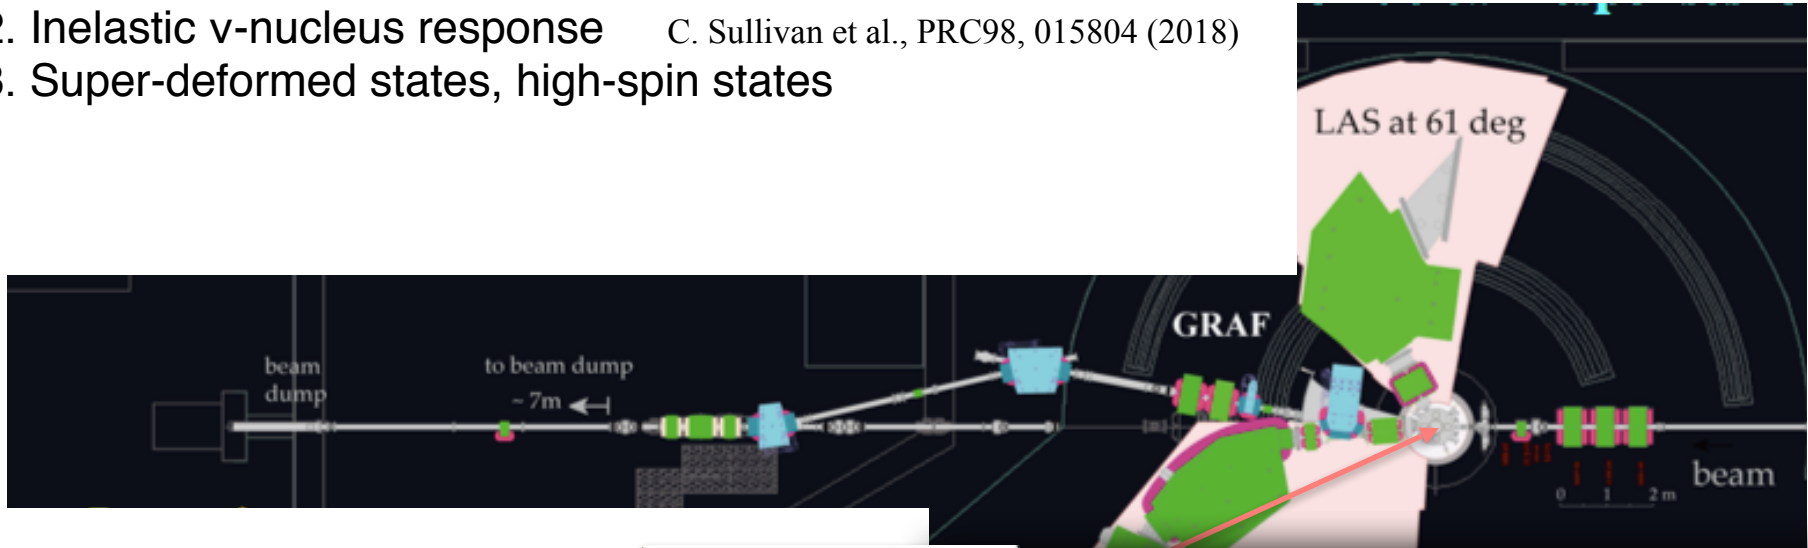 2. Inelastic ν-nucleus response C. Sullivan et al., PRC98, 015804 (2018)
3. Super-deformed states, high-spin states
LAS at 61 deg
GRAF
beam
dump
to beam dump
~ 7m
beam
0 1 2 m